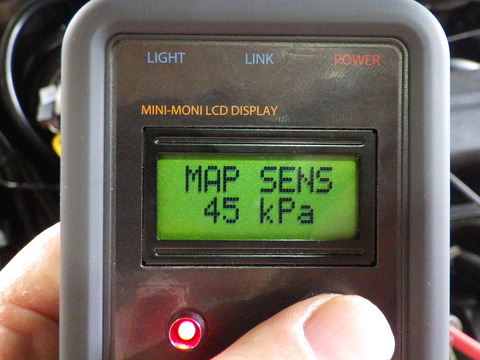 LIGHT LINK POWER
MINI-MONI LCD DISPLAY
MAP SENS
45 kPa